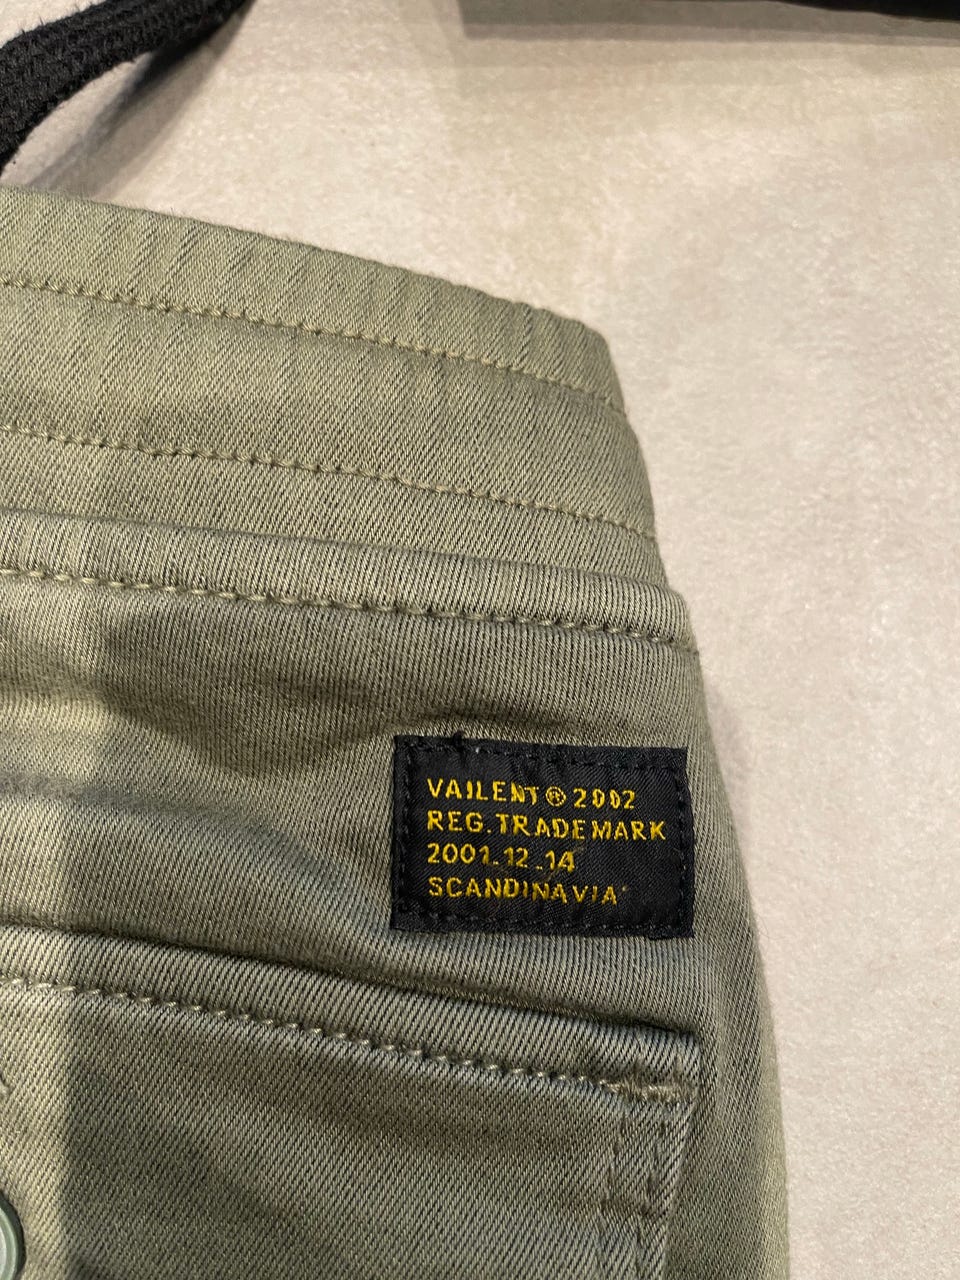 VAILENT® 2002
REG. TRADEMARK
2001.12.14
SCANDINAVIA